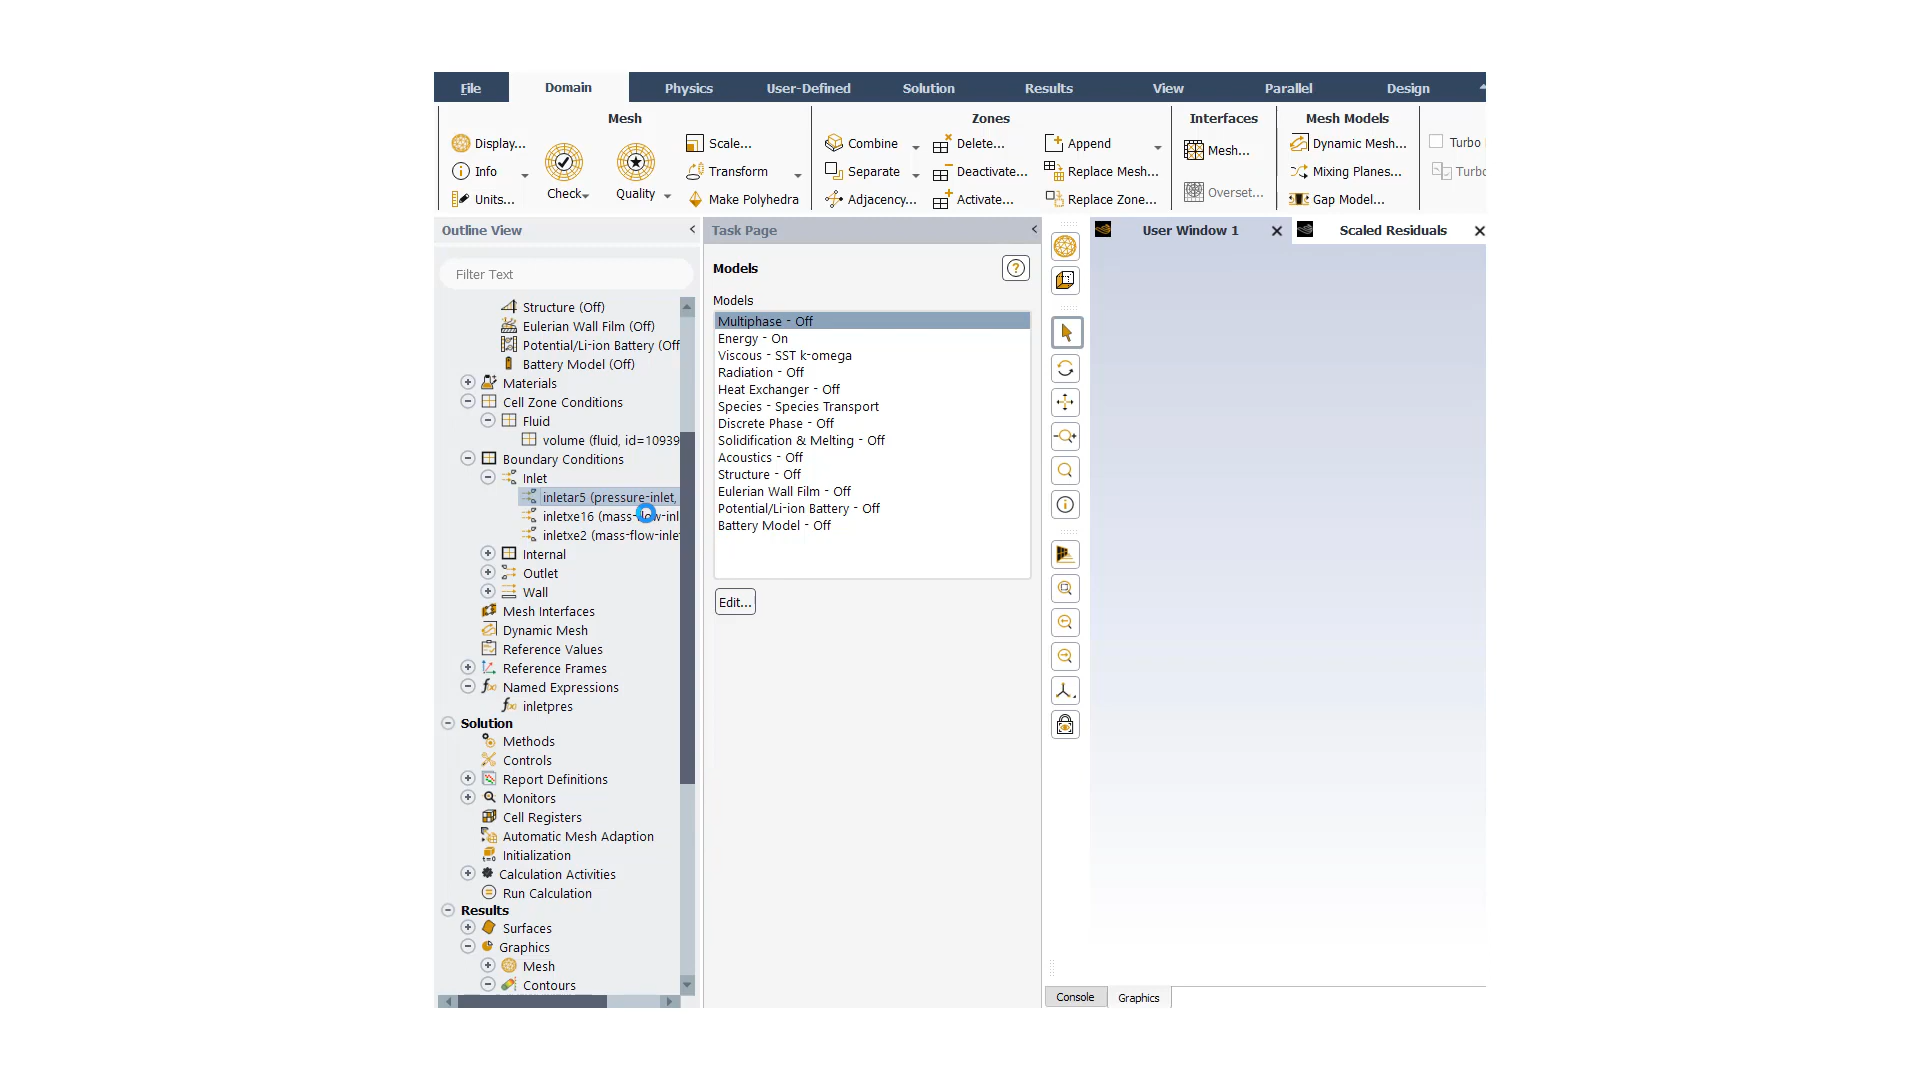 File Domain Physics User-Defined Solution Results View Parallel Design
Mesh Zones Interfaces Mesh Models
Display... Scale... Combine Delete... Append Mesh... Dynamic Mesh... Turbo
Info Transform Separate Deactivate... Replace Mesh... Mixing Planes... Turbo
Check Quality
Units... Make Polyhedra Adjacency... Activate... Replace Zone... Overset... Gap Model...
Outline View
Filter Text
Structure (Off)
Eulerian Wall Film (Off)
Potential/Li-ion Battery (Off
Battery Model (Off)
Materials
Cell Zone Conditions
Fluid
volume (fluid, id=10939
Boundary Conditions
Inlet
inletar5 (pressure-inlet,
inletxe16 (mass-flow-inl
inletxe2 (mass-flow-inle
Internal
Outlet
Wall
Mesh Interfaces
Dynamic Mesh
Reference Values
Reference Frames
Named Expressions
inletpres
Solution
Methods
Controls
Report Definitions
Monitors
Cell Registers
Automatic Mesh Adaption
Initialization
Calculation Activities
Run Calculation
Results
Surfaces
Graphics
Mesh
Contours
Task Page
Models
Models
Multiphase - Off
Energy - On
Viscous - SST k-omega
Radiation - Off
Heat Exchanger - Off
Species - Species Transport
Discrete Phase - Off
Solidification & Melting - Off
Acoustics - Off
Structure - Off
Eulerian Wall Film - Off
Potential/Li-ion Battery - Off
Battery Model - Off
Edit...
User Window 1 Scaled Residuals
Console Graphics